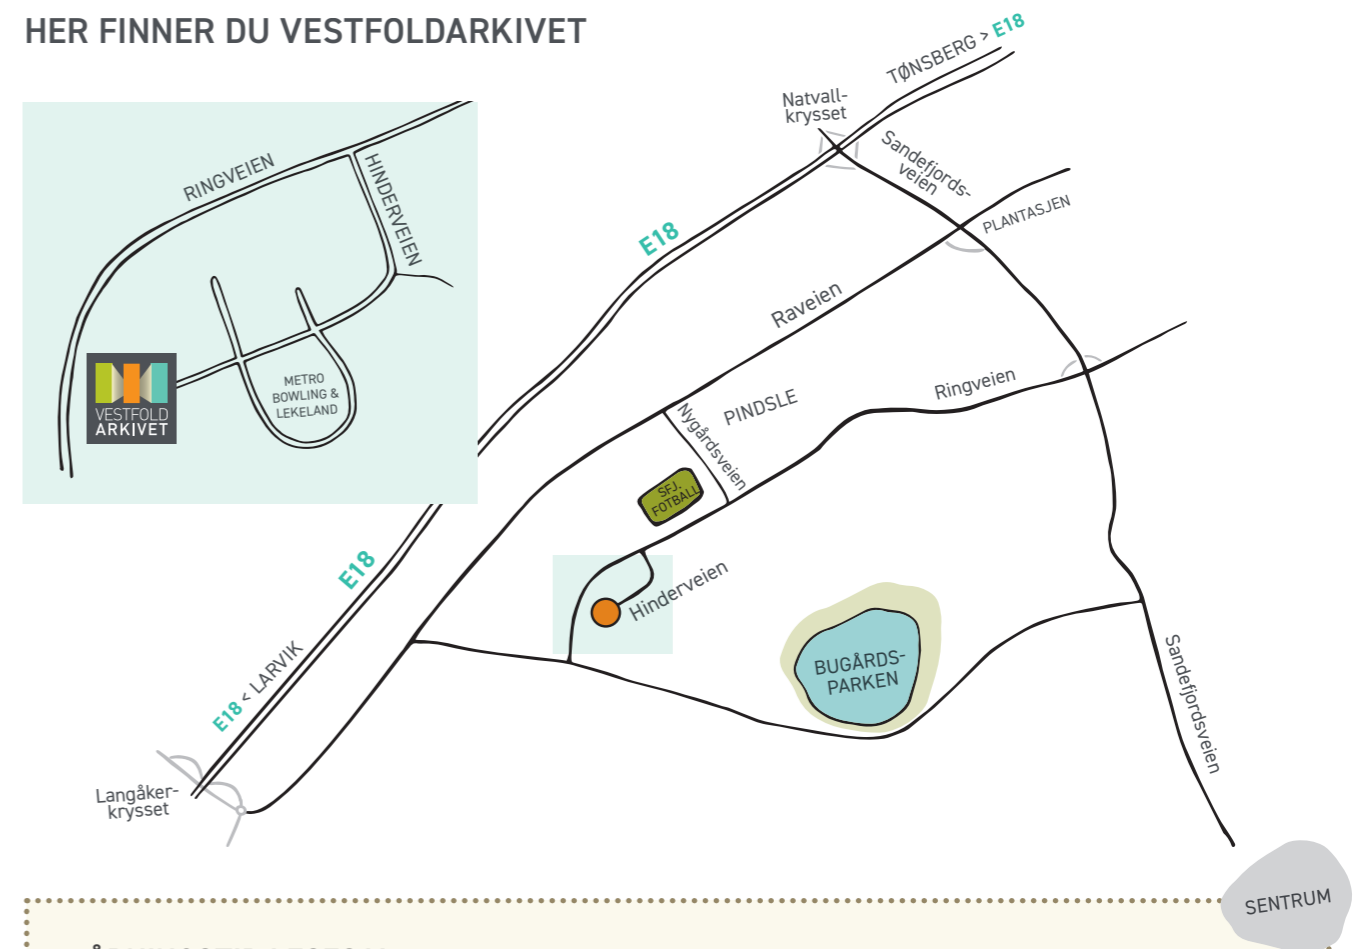 HER FINNER DU VESTFOLDARKIVET
TØNSBERG > E18
Natvall-
krysset
Sandefjords-
veien
RINGVEIEN
HINDERVEIEN
PLANTASJEN
E18
Raveien
VESTFOLD
ARKIVET
METRO
BOWLING &
LEKELAND
Ringveien
PINDSLE
Nygårdsveien
SFJ.
FOTBALL
E18
Hinderveien
BUGÅRDS-
PARKEN
E18 < LARVIK
Sandefjordsveien
Langåker-
krysset
SENTRUM